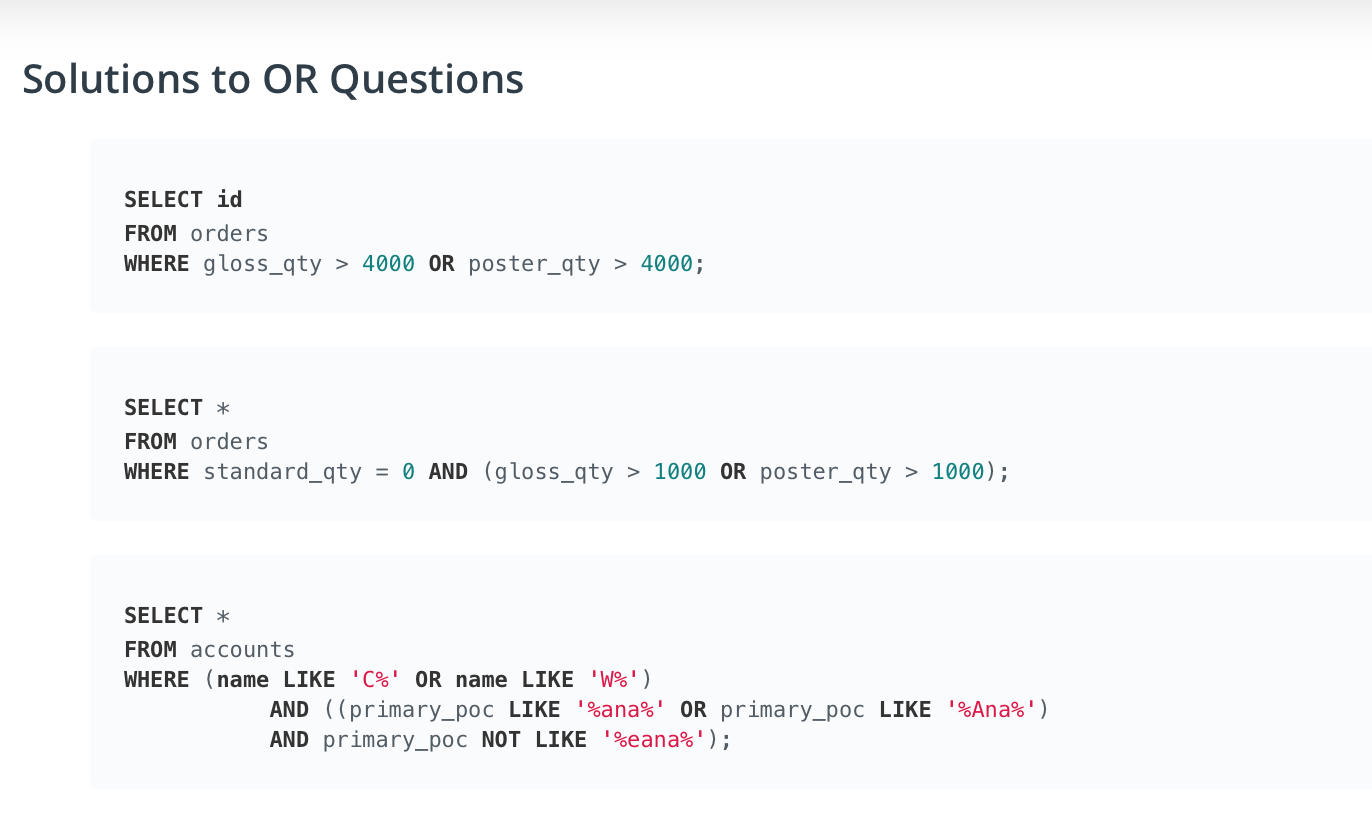 Solutions to OR Questions
SELECT id
FROM orders
WHERE gloss_qty > 4000 OR poster_qty > 4000;
SELECT *
FROM orders
WHERE standard_qty = 0 AND (gloss_qty > 1000 OR poster_qty > 1000);
SELECT *
FROM accounts
WHERE (name LIKE 'C%' OR name LIKE 'W%')
AND ((primary_poc LIKE '%ana%' OR primary_poc LIKE '%Ana%')
AND primary_poc NOT LIKE '%eana%');